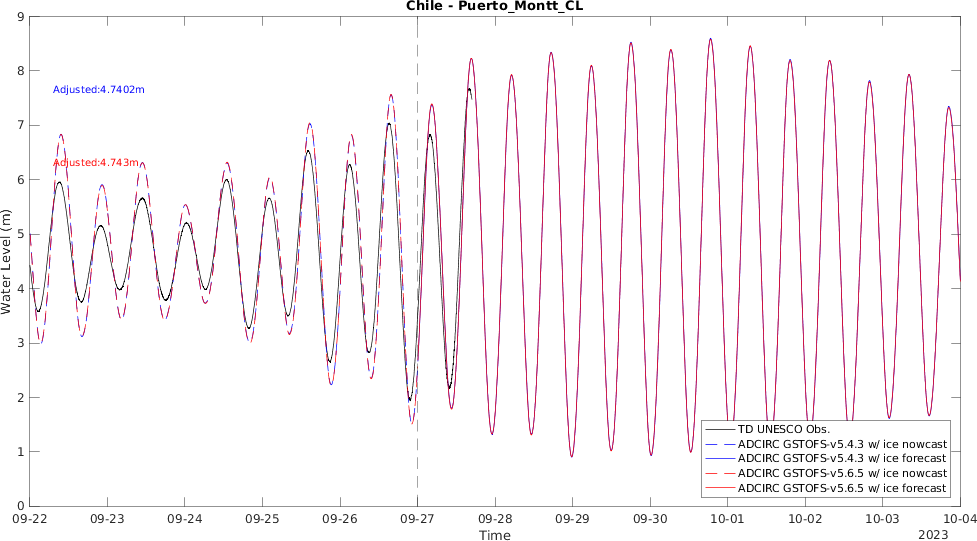 Chile - Puerto_Montt_CL
9
8
7
6
5
4
3
2
1
0
Water Level (m)
Adjusted:4.7402m
Adjusted:4.743m
TD UNESCO Obs.
ADCIRC GSTOFS-v5.4.3 w/ ice nowcast
ADCIRC GSTOFS-v5.4.3 w/ ice forecast
ADCIRC GSTOFS-v5.6.5 w/ ice nowcast
ADCIRC GSTOFS-v5.6.5 w/ ice forecast
09-22 09-23 09-24 09-25 09-26 09-27 09-28 09-29 09-30 10-01 10-02 10-03 10-04
Time
2023